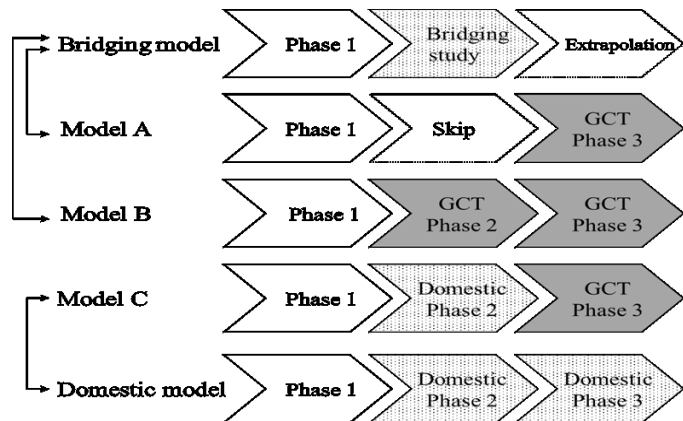 Bridging model
Phase 1
Bridging
study
Extrapolation
Model A
Phase 1
Skip
GCT
Phase 3
Model B
Phase 1
GCT
Phase 2
GCT
Phase 3
Model C
Phase 1
Domestic
Phase 2
GCT
Phase 3
Domestic model
Phase 1
Domestic
Phase 2
Domestic
Phase 3